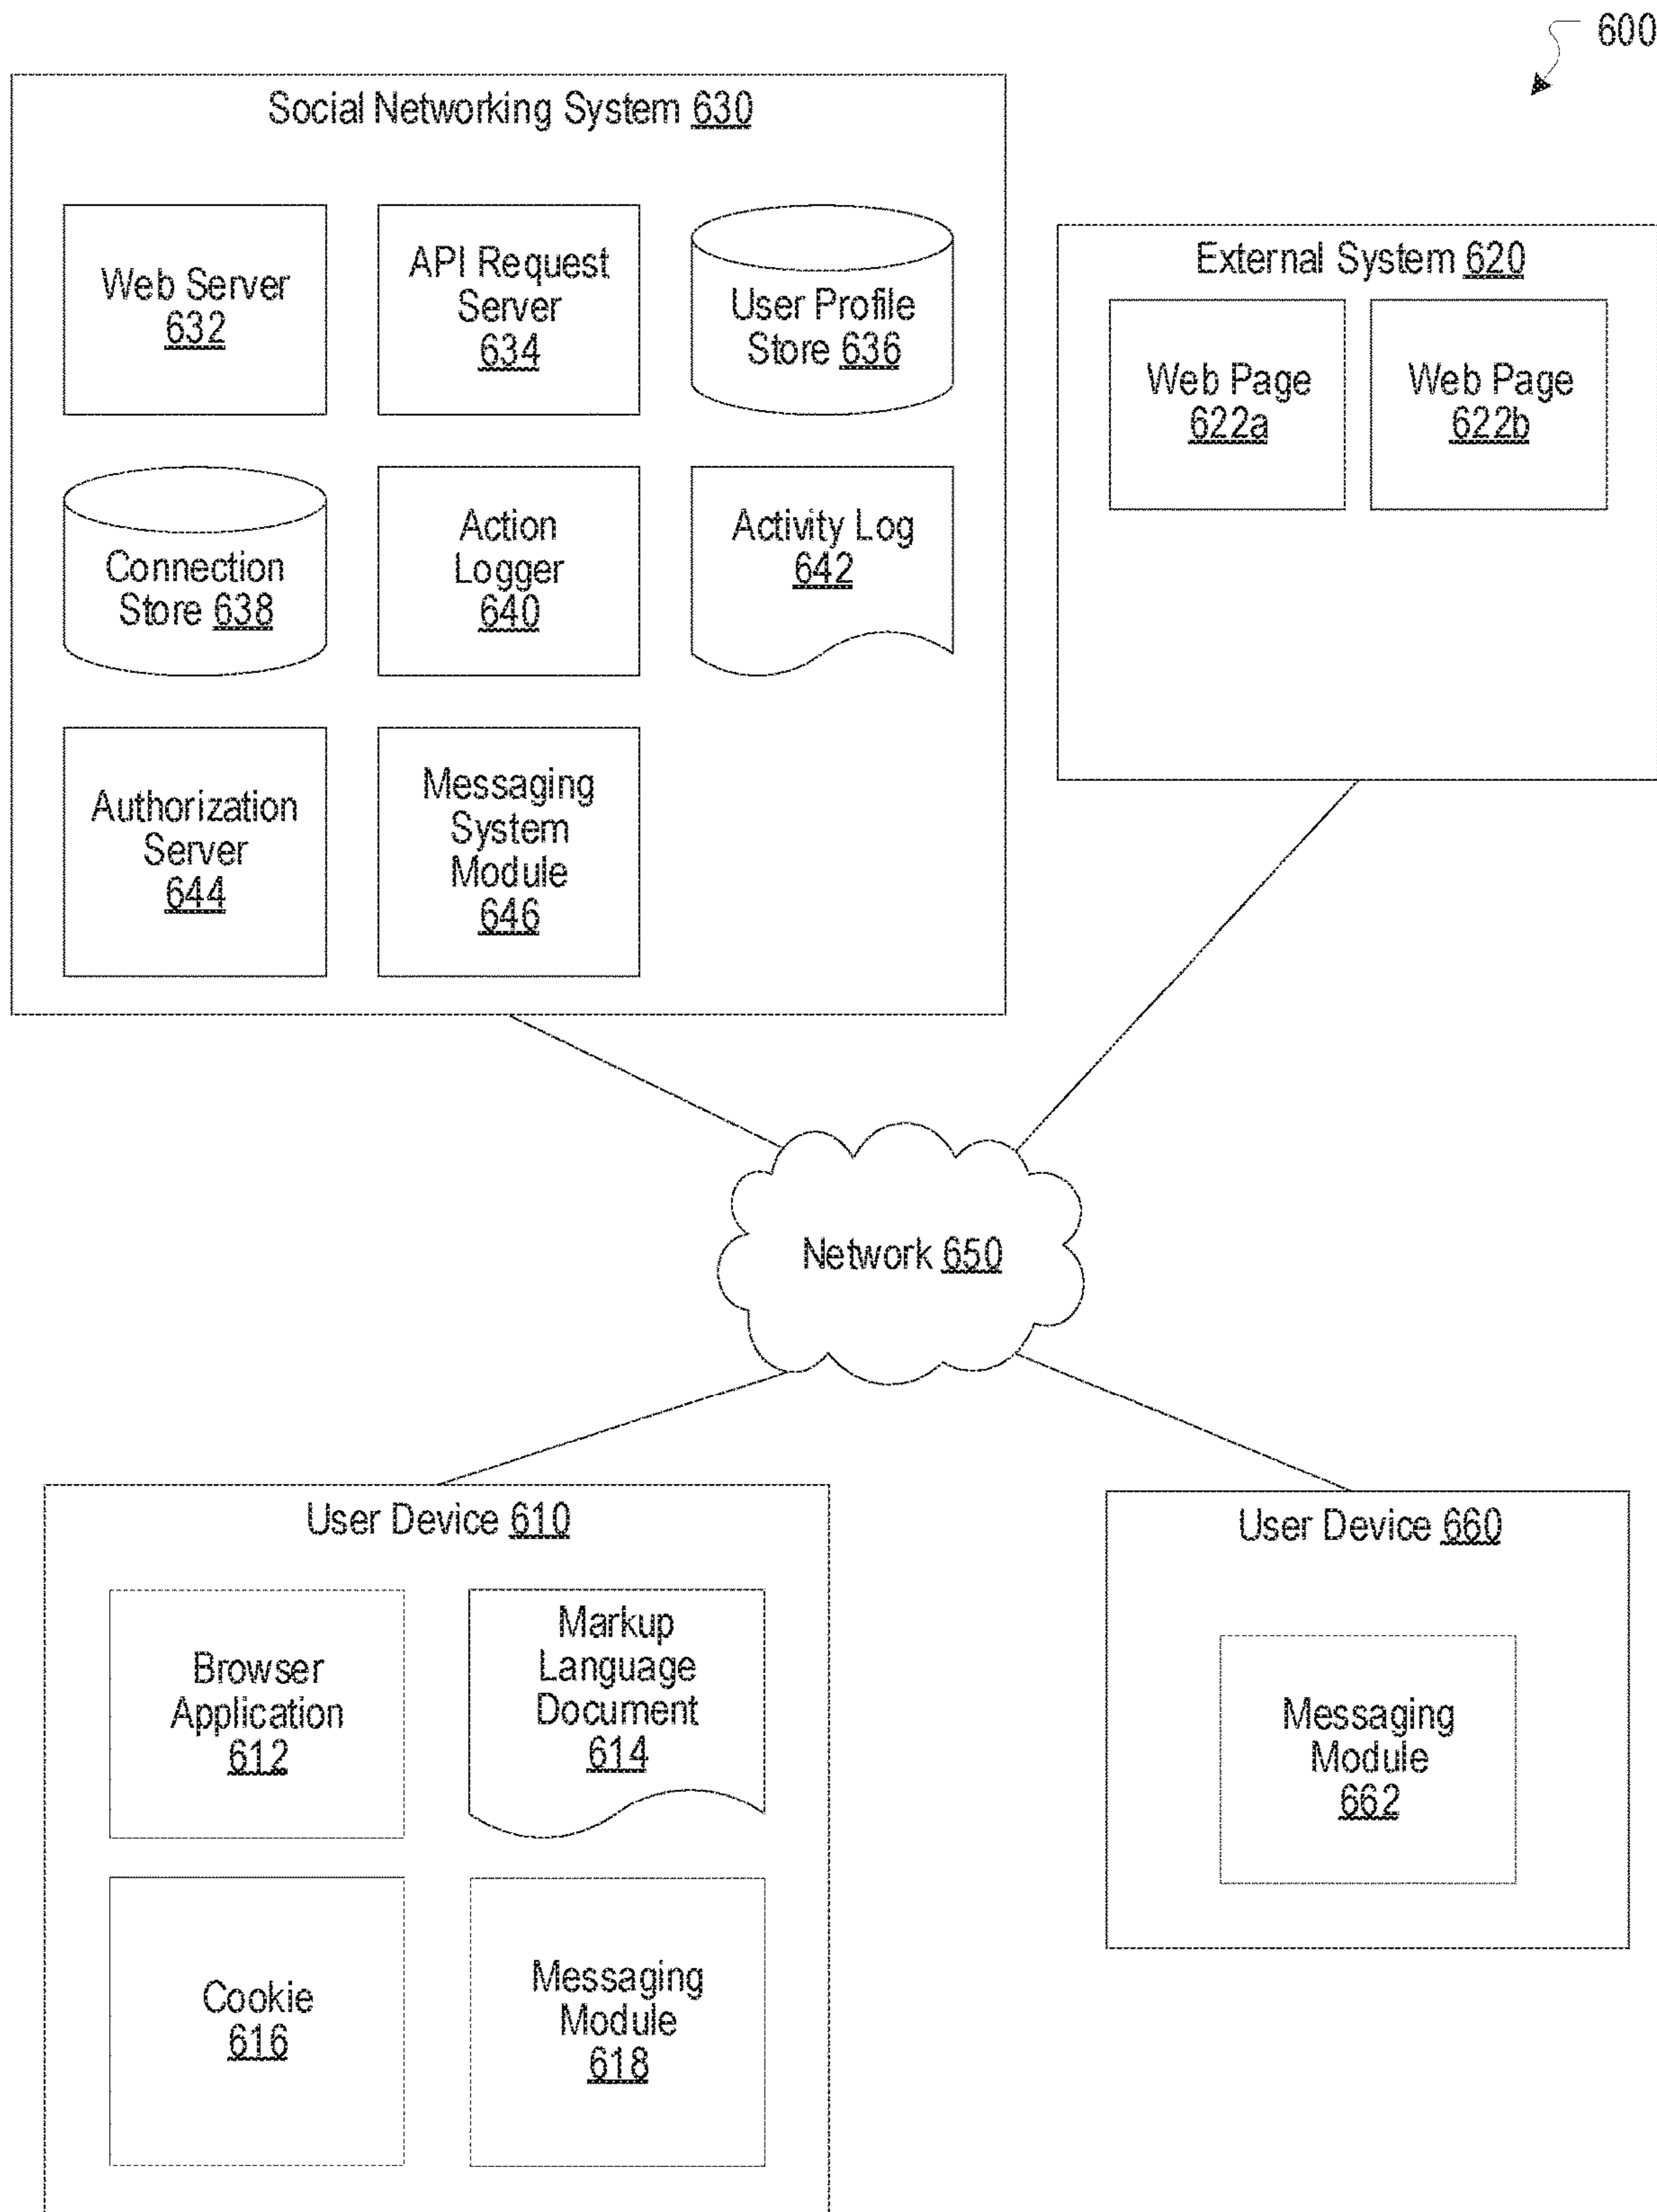 600
Social Networking System 630
Web Server
632
API Request
Server
634
User Profile
Store 636
Connection
Store 638
Action
Logger
640
Activity Log
642
Authorization
Server
644
Messaging
System
Module
646
External System 620
Web Page
622a
Web Page
622b
Network 650
User Device 610
Browser
Application
612
Markup
Language
Document
614
Cookie
616
Messaging
Module
618
User Device 660
Messaging
Module
662